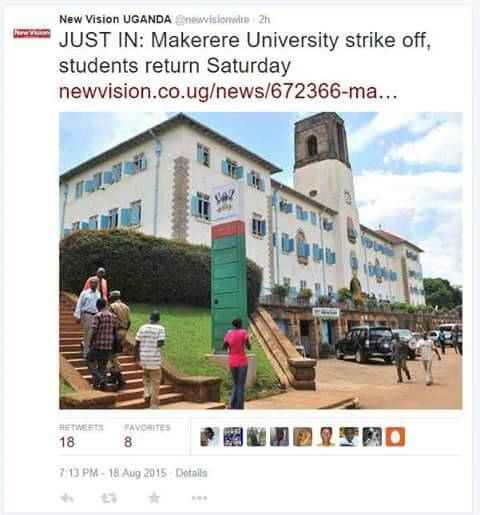 New Vision UGANDA @newvisionwire · 2h
New Vision
JUST IN: Makerere University strike off,
students return Saturday
newvision.co.ug/news/672366-ma...
RETWEETS FAVORITES
18 8
7:13 PM - 18 Aug 2015 · Details